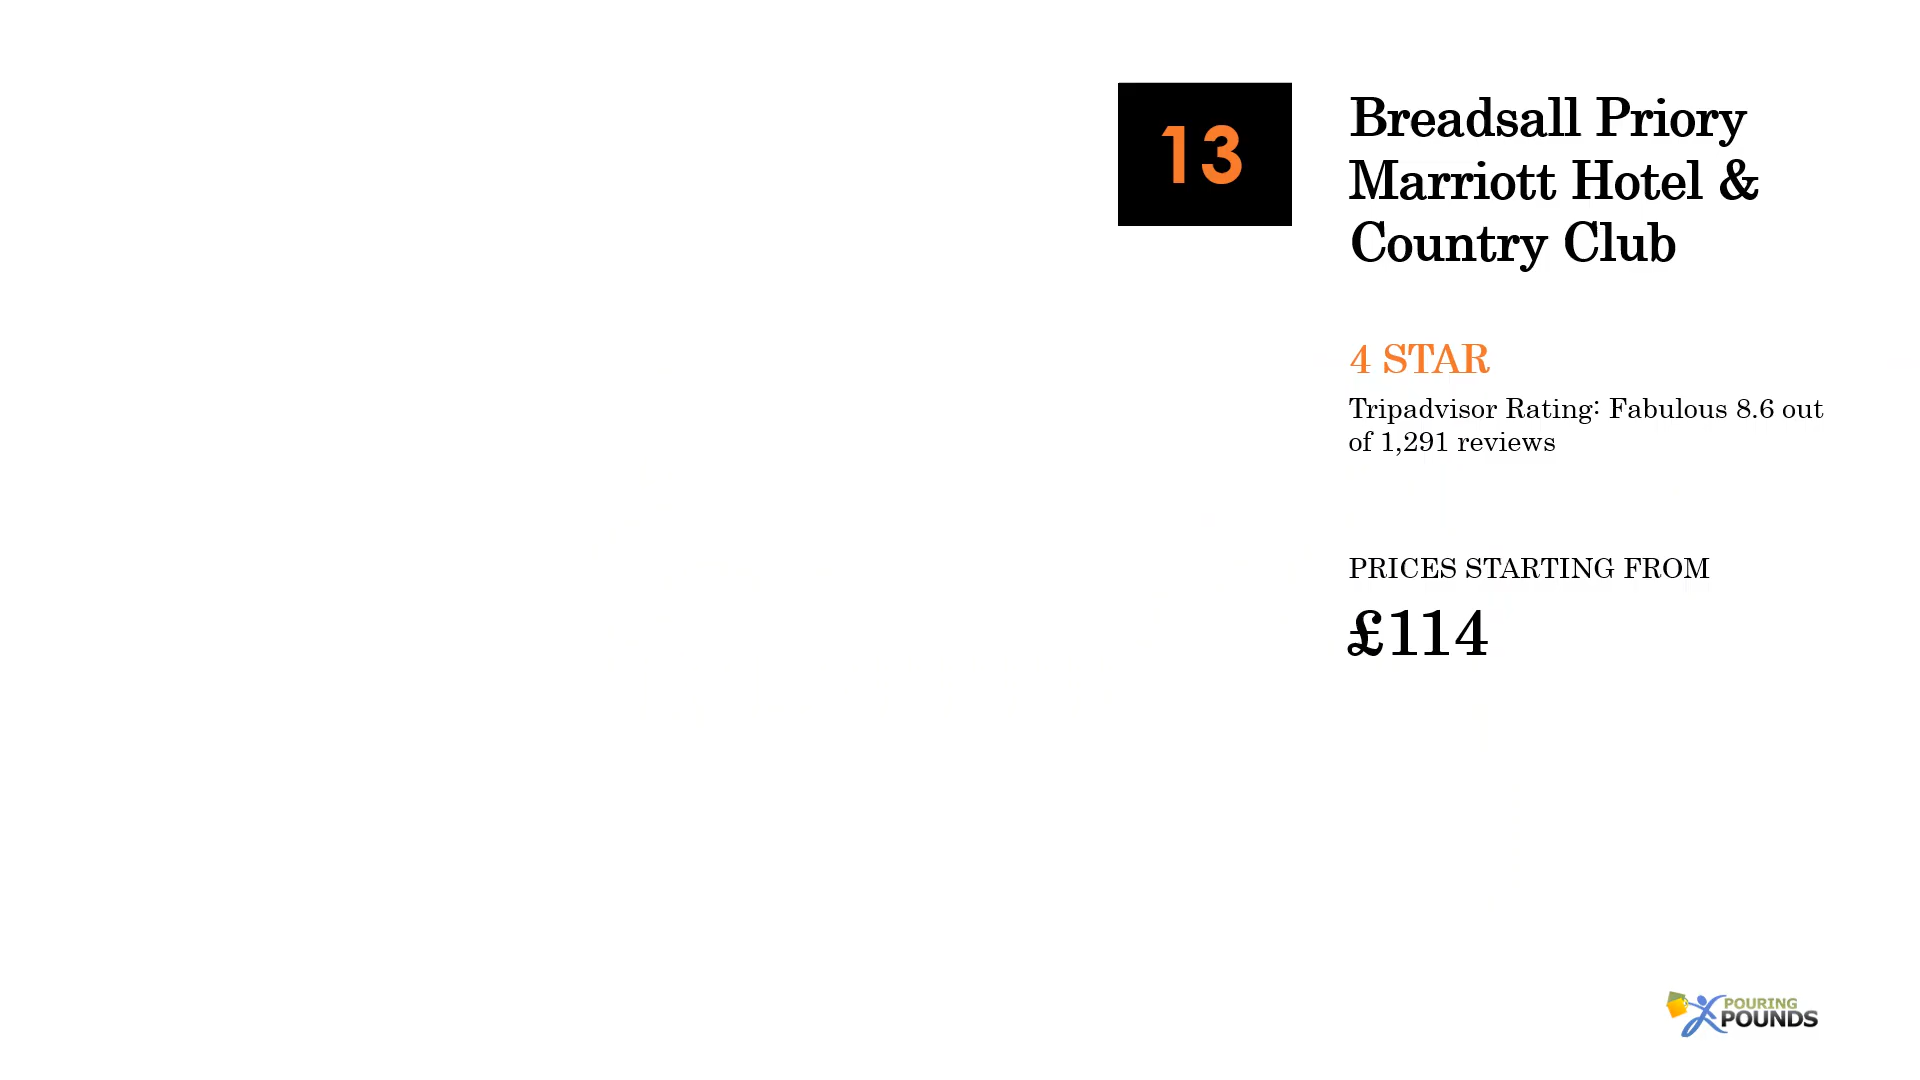 13
Breadsall Priory
Marriott Hotel &
Country Club
4 STAR
Tripadvisor Rating: Fabulous 8.6 out
of 1,291 reviews
PRICES STARTING FROM
£114
POURING
POUNDS